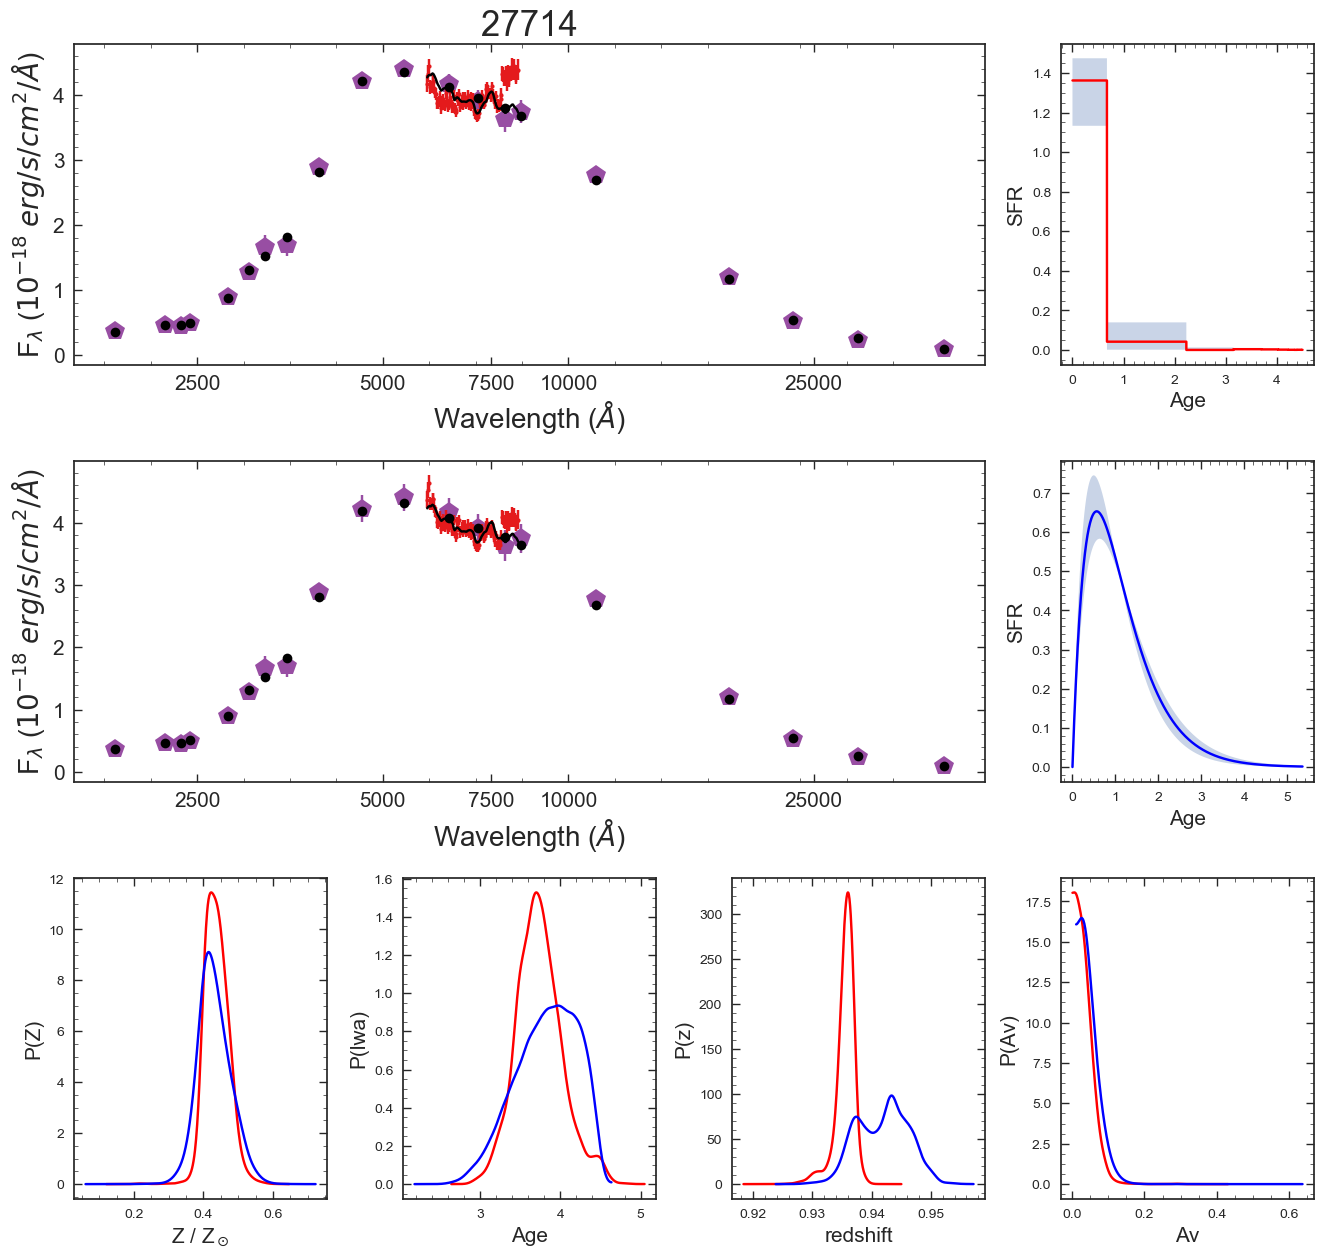 27714
F_λ (10^−18 erg/s/cm^2/Å)
0 1 2 3 4
2500 5000 7500 10000 25000
Wavelength (Å)
SFR
0.0 0.2 0.4 0.6 0.8 1.0 1.2 1.4
0 1 2 3 4
Age
F_λ (10^−18 erg/s/cm^2/Å)
0 1 2 3 4
2500 5000 7500 10000 25000
Wavelength (Å)
SFR
0.0 0.1 0.2 0.3 0.4 0.5 0.6 0.7
0 1 2 3 4 5
Age
P(Z)
0 2 4 6 8 10 12
0.2 0.4 0.6
Z / Z_⊙
P(lwa)
0.0 0.2 0.4 0.6 0.8 1.0 1.2 1.4 1.6
3 4 5
Age
P(z)
0 50 100 150 200 250 300
0.92 0.93 0.94 0.95
redshift
P(Av)
0.0 2.5 5.0 7.5 10.0 12.5 15.0 17.5
0.0 0.2 0.4 0.6
Av